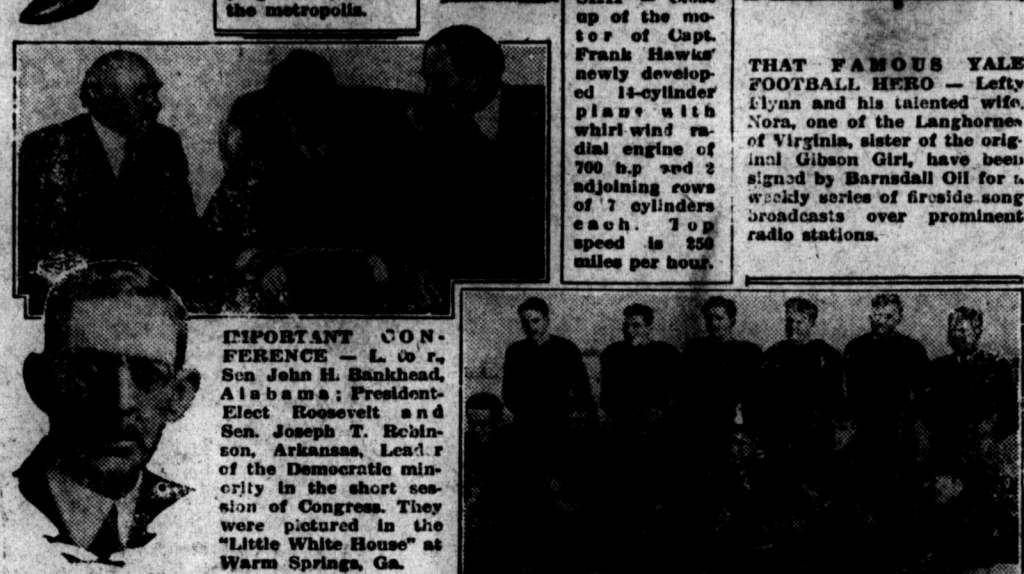 the metropolis.
up of the mo-
tor of Capt.
Frank Hawks'
newly develop-
ed 14-cylinder
plane with
whirlwind ra-
dial engine of
700 h.p and 2
adjoining rows
of 7 cylinders
each. Top
speed is 250
miles per hour.
THAT FAMOUS YALE
FOOTBALL HERO — Lefty
Flynn and his talented wife,
Nora, one of the Langhornes
of Virginia, sister of the orig-
inal Gibson Girl, have been
signed by Barnsdall Oil for a
weekly series of fireside song
broadcasts over prominent
radio stations.
IMPORTANT CON-
FERENCE — L. to r.,
Sen John H. Bankhead,
Alabama; President-
Elect Roosevelt and
Sen. Joseph T. Robin-
son, Arkansas, Leader
of the Democratic min-
ority in the short ses-
sion of Congress. They
were pictured in the
"Little White House" at
Warm Springs, Ga.